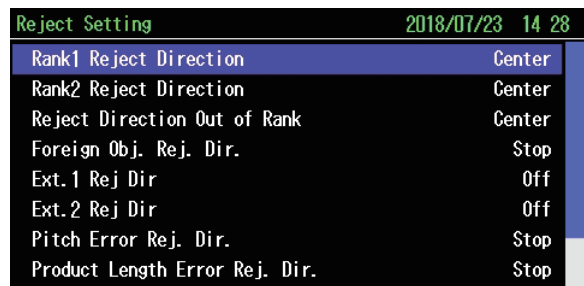 Reject Setting 2018/07/23 14 28
Rank1 Reject Direction Center
Rank2 Reject Direction Center
Reject Direction Out of Rank Center
Foreign Obj. Rej. Dir. Stop
Ext.1 Rej Dir Off
Ext.2 Rej Dir Off
Pitch Error Rej. Dir. Stop
Product Length Error Rej. Dir. Stop